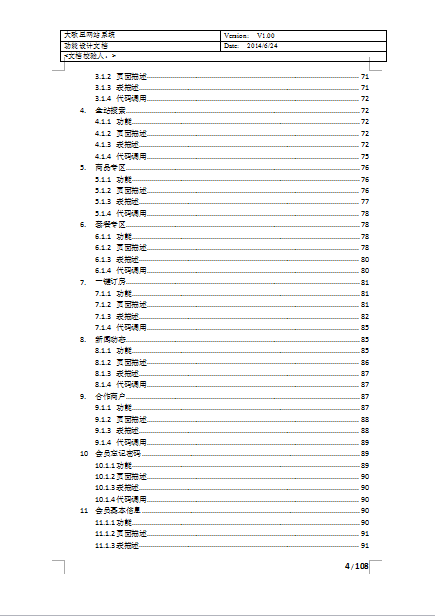 大歌星网站系统 Version: V1.00
功能设计文档 Date: 2014/6/24
<文档校验人：>
3.1.2 页面描述 71
3.1.3 表描述 71
3.1.4 代码调用 72
4. 全站搜索 72
4.1.1 功能 72
4.1.2 页面描述 72
4.1.3 表描述 72
4.1.4 代码调用 75
5. 商品专区 76
5.1.1 功能 76
5.1.2 页面描述 76
5.1.3 表描述 77
5.1.4 代码调用 78
6. 套餐专区 78
6.1.1 功能 78
6.1.2 页面描述 78
6.1.3 表描述 80
6.1.4 代码调用 80
7. 一键订房 81
7.1.1 功能 81
7.1.2 页面描述 81
7.1.3 表描述 82
7.1.4 代码调用 85
8. 新闻动态 85
8.1.1 功能 85
8.1.2 页面描述 86
8.1.3 表描述 87
8.1.4 代码调用 87
9. 合作商户 87
9.1.1 功能 87
9.1.2 页面描述 88
9.1.3 表描述 88
9.1.4 代码调用 89
10 会员忘记密码 89
10.1.1 功能 89
10.1.2 页面描述 90
10.1.3 表描述 90
10.1.4 代码调用 90
11 会员基本信息 90
11.1.1 功能 90
11.1.2 页面描述 91
11.1.3 表描述 91
4 / 108